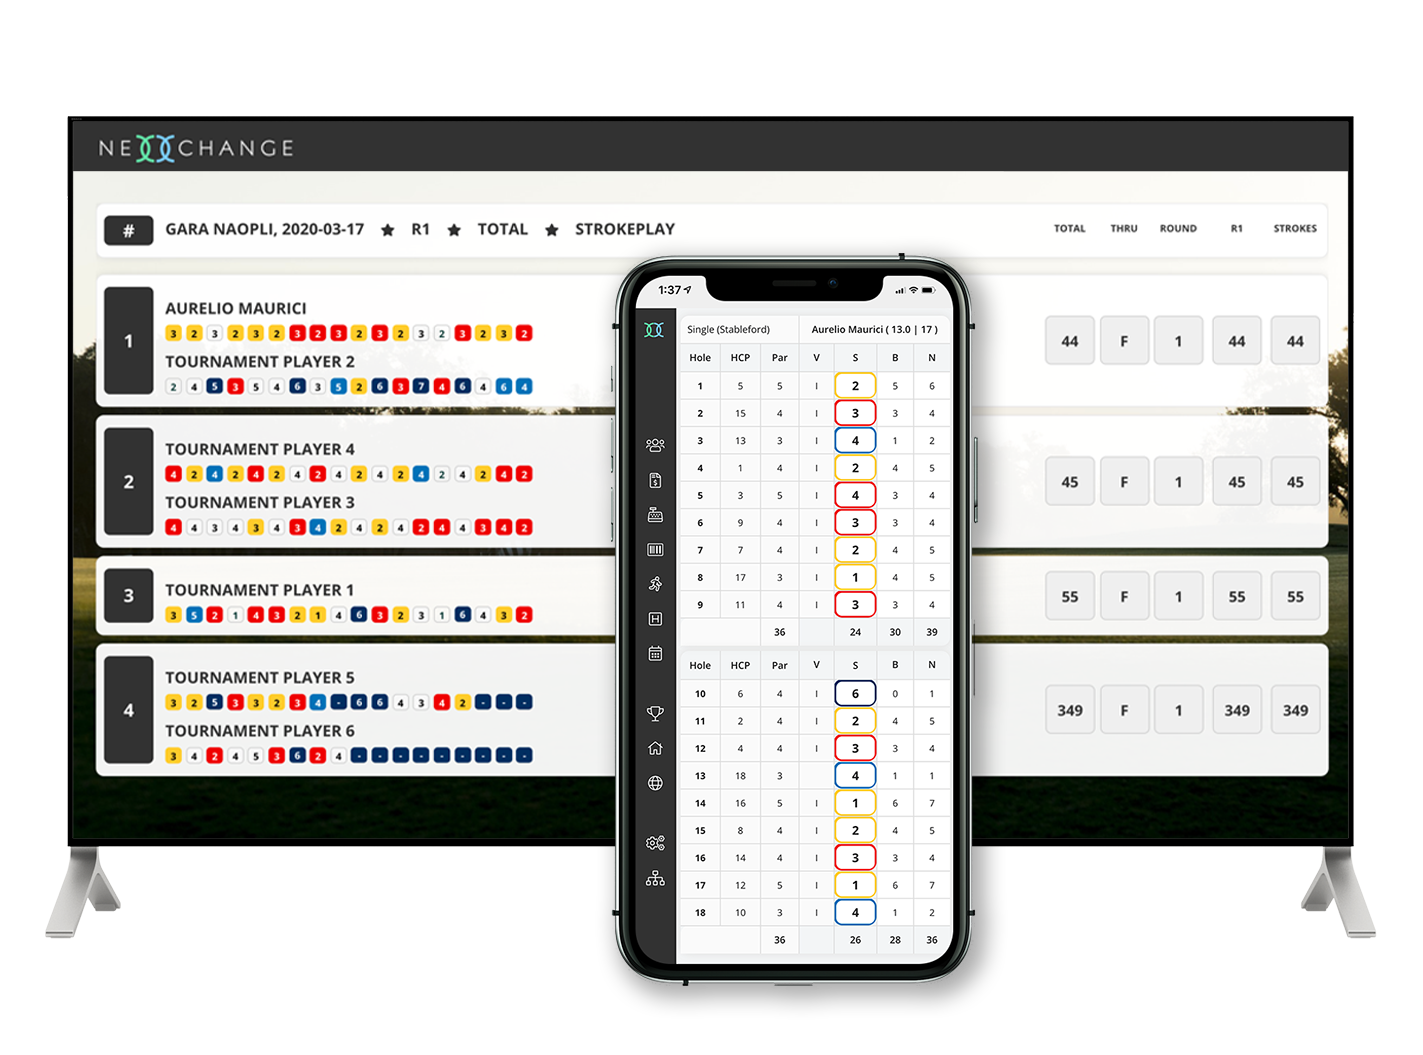 NEXXCHANGE
# GARA NAOPLI, 2020-03-17 ★ R1 ★ TOTAL ★ STROKEPLAY TOTAL THRU ROUND R1 STROKES
1
AURELIO MAURICI
3 2 3 2 3 2 3 2 3 2 3 2 3 2 3 2 3 2
TOURNAMENT PLAYER 2
2 4 5 3 5 4 6 3 5 2 6 3 7 4 6 4 6 4
44 F 1 44 44
2
TOURNAMENT PLAYER 4
4 2 4 2 4 2 4 2 4 2 4 2 4 2 4 2 4 2
TOURNAMENT PLAYER 3
4 4 3 4 3 4 3 4 2 4 2 4 2 4 4 3 4 2
45 F 1 45 45
3
TOURNAMENT PLAYER 1
3 5 2 1 4 3 2 1 4 6 3 2 3 1 6 4 3 2
55 F 1 55 55
4
TOURNAMENT PLAYER 5
3 2 5 3 3 2 3 4 - 6 6 4 3 4 2 - - -
TOURNAMENT PLAYER 6
3 4 2 4 5 3 6 2 4 - - - - - - - - -
349 F 1 349 349
1:37
Single (Stableford) Aurelio Maurici ( 13.0 | 17 )
Hole HCP Par V S B N
1 5 5 I 2 5 6
2 15 4 I 3 3 4
3 13 3 I 4 1 2
4 1 4 I 2 4 5
5 3 5 I 4 3 4
6 9 4 I 3 3 4
7 7 4 I 2 4 5
8 17 3 I 1 4 5
9 11 4 I 3 3 4
36 24 30 39
Hole HCP Par V S B N
10 6 4 I 6 0 1
11 2 4 I 2 4 5
12 4 4 I 3 3 4
13 18 3 4 1 1
14 16 5 I 1 6 7
15 8 4 I 2 4 5
16 14 4 I 3 3 4
17 12 5 I 1 6 7
18 10 3 I 4 1 2
36 26 28 36